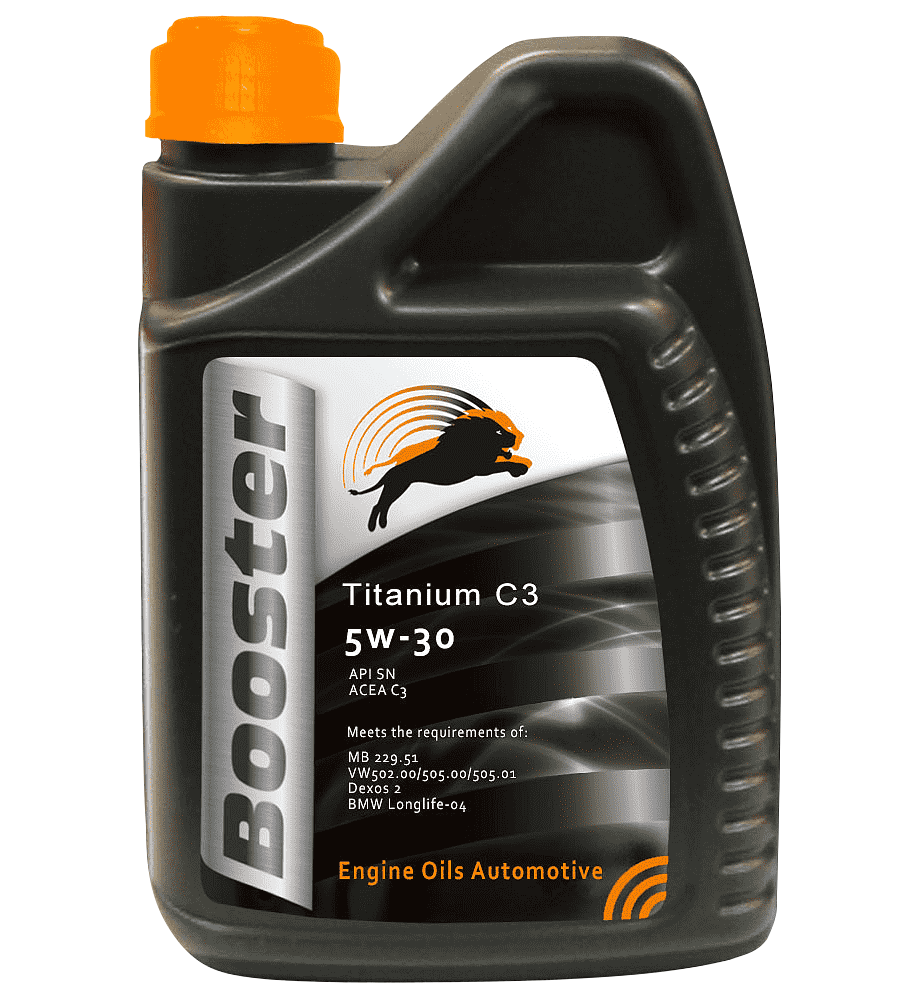 Booster
Titanium C3
5W-30
API SN
ACEA C3
Meets the requirements of:
MB 229.51
VW502.00/505.00/505.01
Dexos 2
BMW Longlife-04
Engine Oils Automotive